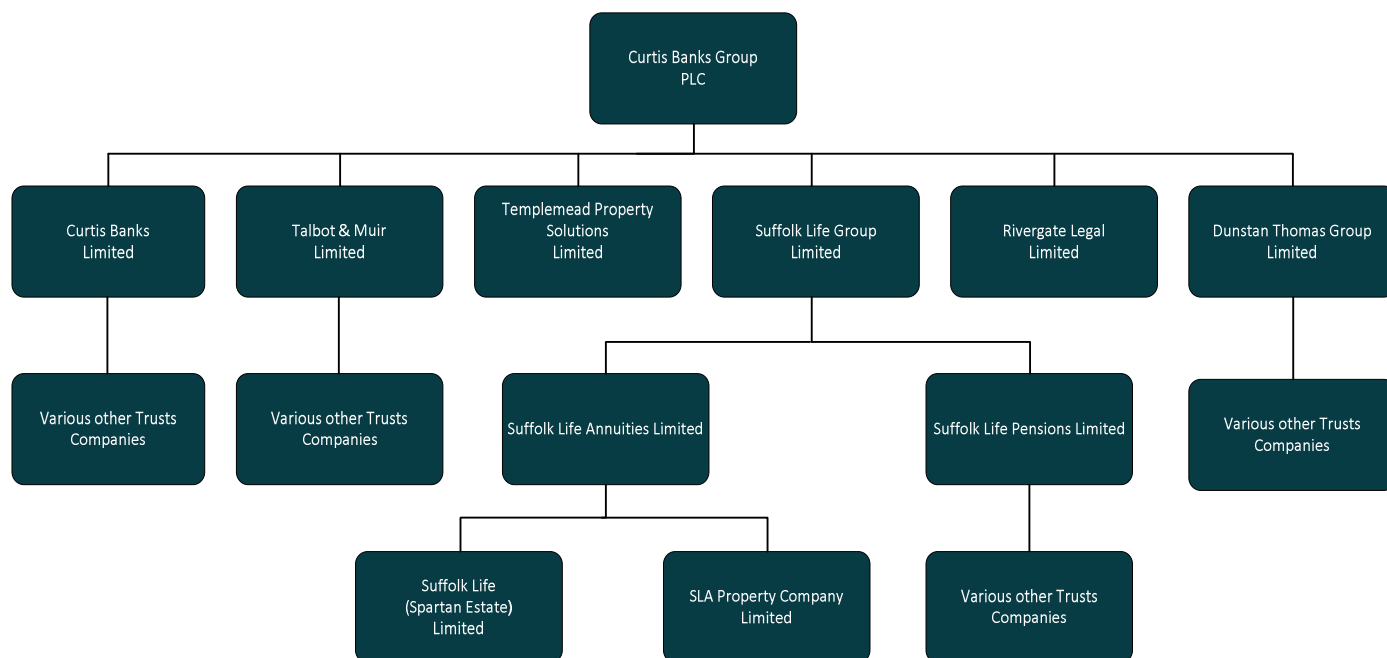 Curtis Banks Group
PLC
Curtis Banks
Limited
Talbot & Muir
Limited
Templemead Property
Solutions
Limited
Suffolk Life Group
Limited
Rivergate Legal
Limited
Dunstan Thomas Group
Limited
Various other Trusts
Companies
Various other Trusts
Companies
Suffolk Life Annuities Limited
Suffolk Life Pensions Limited
Various other Trusts
Companies
Suffolk Life
(Spartan Estate)
Limited
SLA Property Company
Limited
Various other Trusts
Companies